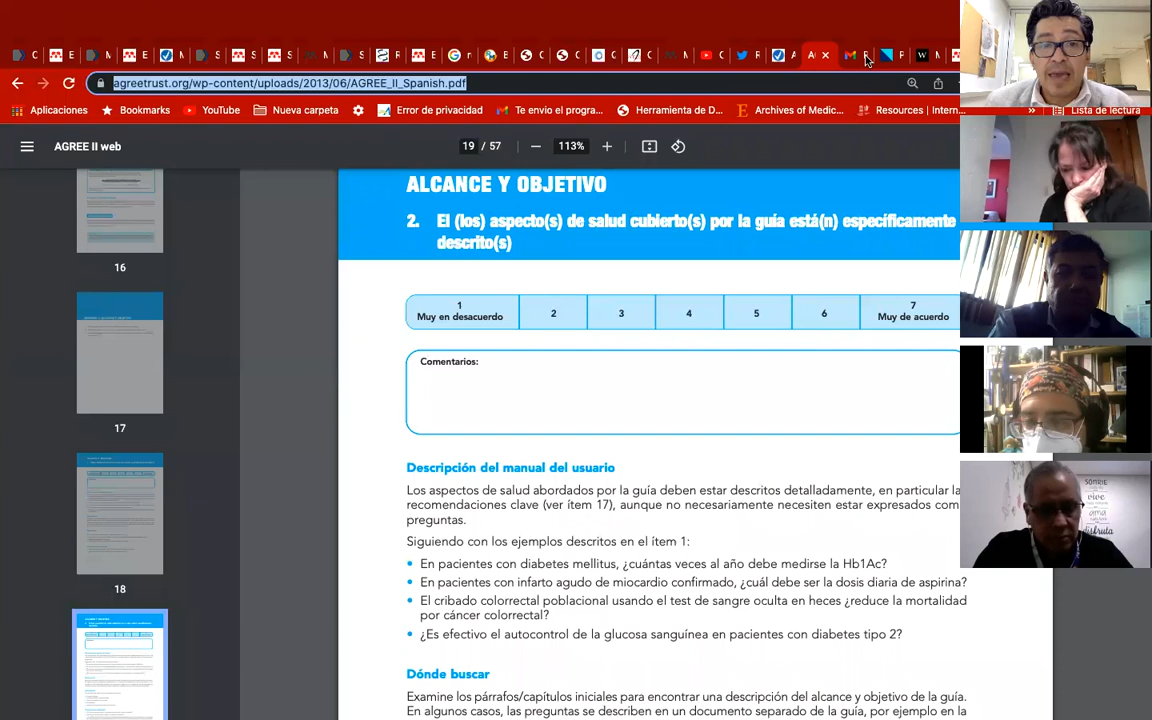 agreetrust.org/wp-content/uploads/2013/06/AGREE_II_Spanish.pdf
Aplicaciones
Bookmarks
YouTube
Nueva carpeta
Error de privacidad
Te envio el progra...
Herramienta de D...
Archives of Medic...
Resources | Intern...
»
Lista de lectura
AGREE II web
19 / 57
113%
16
17
18
ALCANCE Y OBJETIVO
2. El (los) aspecto(s) de salud cubierto(s) por la guía está(n) específicamente
descrito(s)
1 2 3 4 5 6 7
Muy en desacuerdo Muy de acuerdo
Comentarios:
Descripción del manual del usuario
Los aspectos de salud abordados por la guía deben estar descritos detalladamente, en particular la
recomendaciones clave (ver ítem 17), aunque no necesariamente necesiten estar expresados com
preguntas.
Siguiendo con los ejemplos descritos en el ítem 1:
• En pacientes con diabetes mellitus, ¿cuántas veces al año debe medirse la Hb1Ac?
• En pacientes con infarto agudo de miocardio confirmado, ¿cuál debe ser la dosis diaria de aspirina?
• El cribado colorrectal poblacional usando el test de sangre oculta en heces ¿reduce la mortalidad
por cáncer colorrectal?
• ¿Es efectivo el autocontrol de la glucosa sanguínea en pacientes con diabetes tipo 2?
Dónde buscar
Examine los párrafos/capítulos iniciales para encontrar una descripción del alcance y objetivo de la guía.
En algunos casos, las preguntas se describen en un documento separado de la guía, por ejemplo en la
SONRIE
vive
ama
disfruta